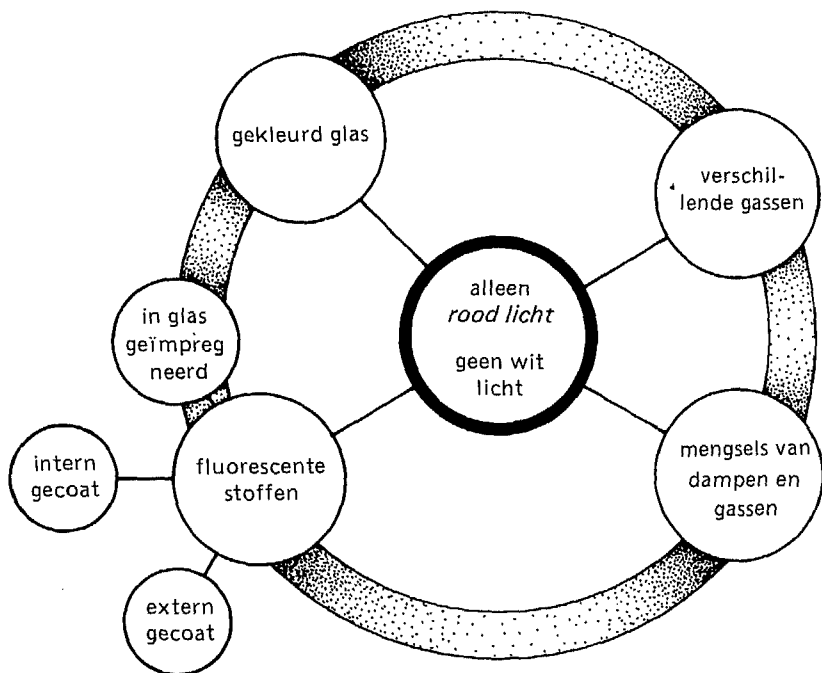 gekleurd glas
verschil-
lende gassen
alleen
rood licht
geen wit
licht
in glas
geïmpreg
neerd
intern
gecoat
fluorescente
stoffen
mengsels van
dampen en
gassen
extern
gecoat